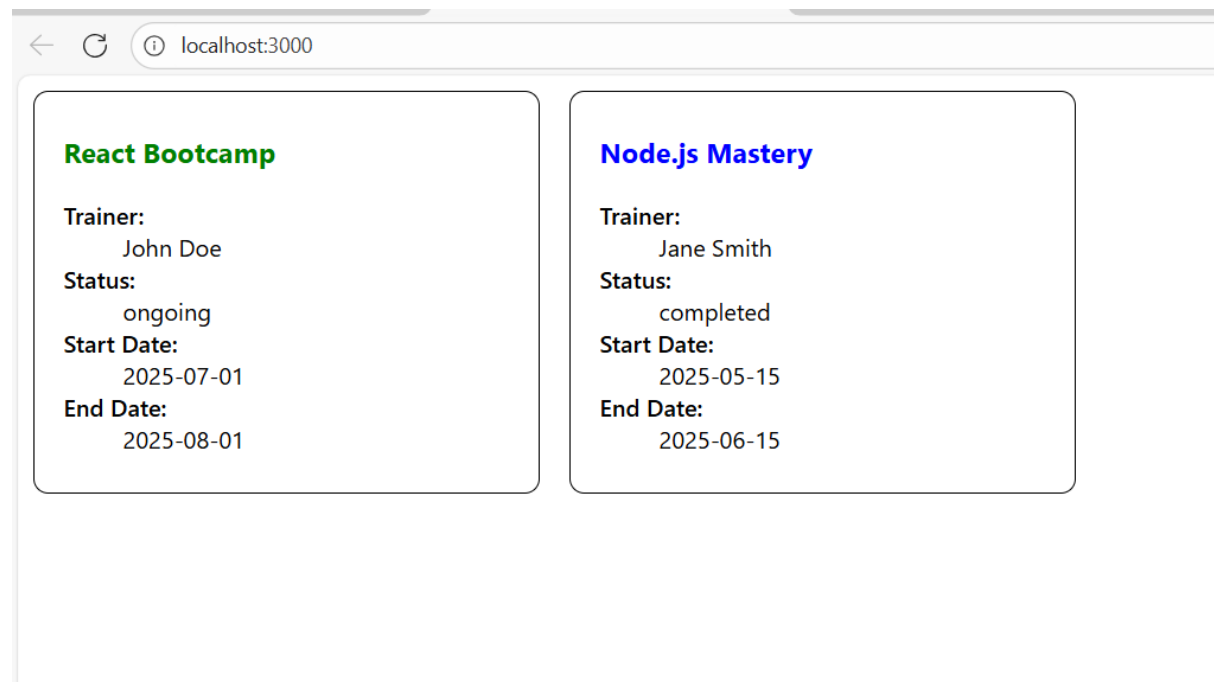 localhost:3000
React Bootcamp
Trainer:
John Doe
Status:
ongoing
Start Date:
2025-07-01
End Date:
2025-08-01
Node.js Mastery
Trainer:
Jane Smith
Status:
completed
Start Date:
2025-05-15
End Date:
2025-06-15